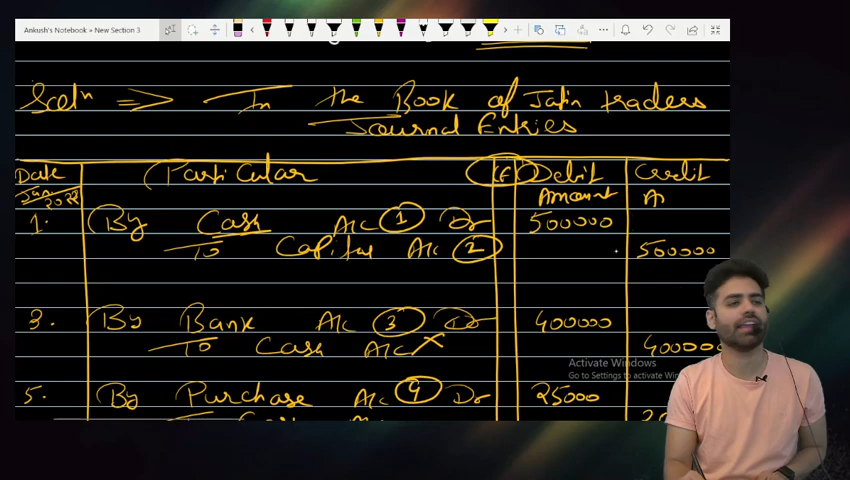 Ankush's Notebook » New Section 3
Soln ⇒ In the Book of Jatin traders
Journal Entries
Date Particular LF Debit Credit
Jan 2022 Amount A
1. By Cash A/c 1 Dr 500000
To Capital A/c 2 500000
3. By Bank A/c 3 Dr 400000
To Cash A/c × 400000
Activate Windows
Go to Settings to activate Win
5. By Purchase A/c 4 Dr 25000
To